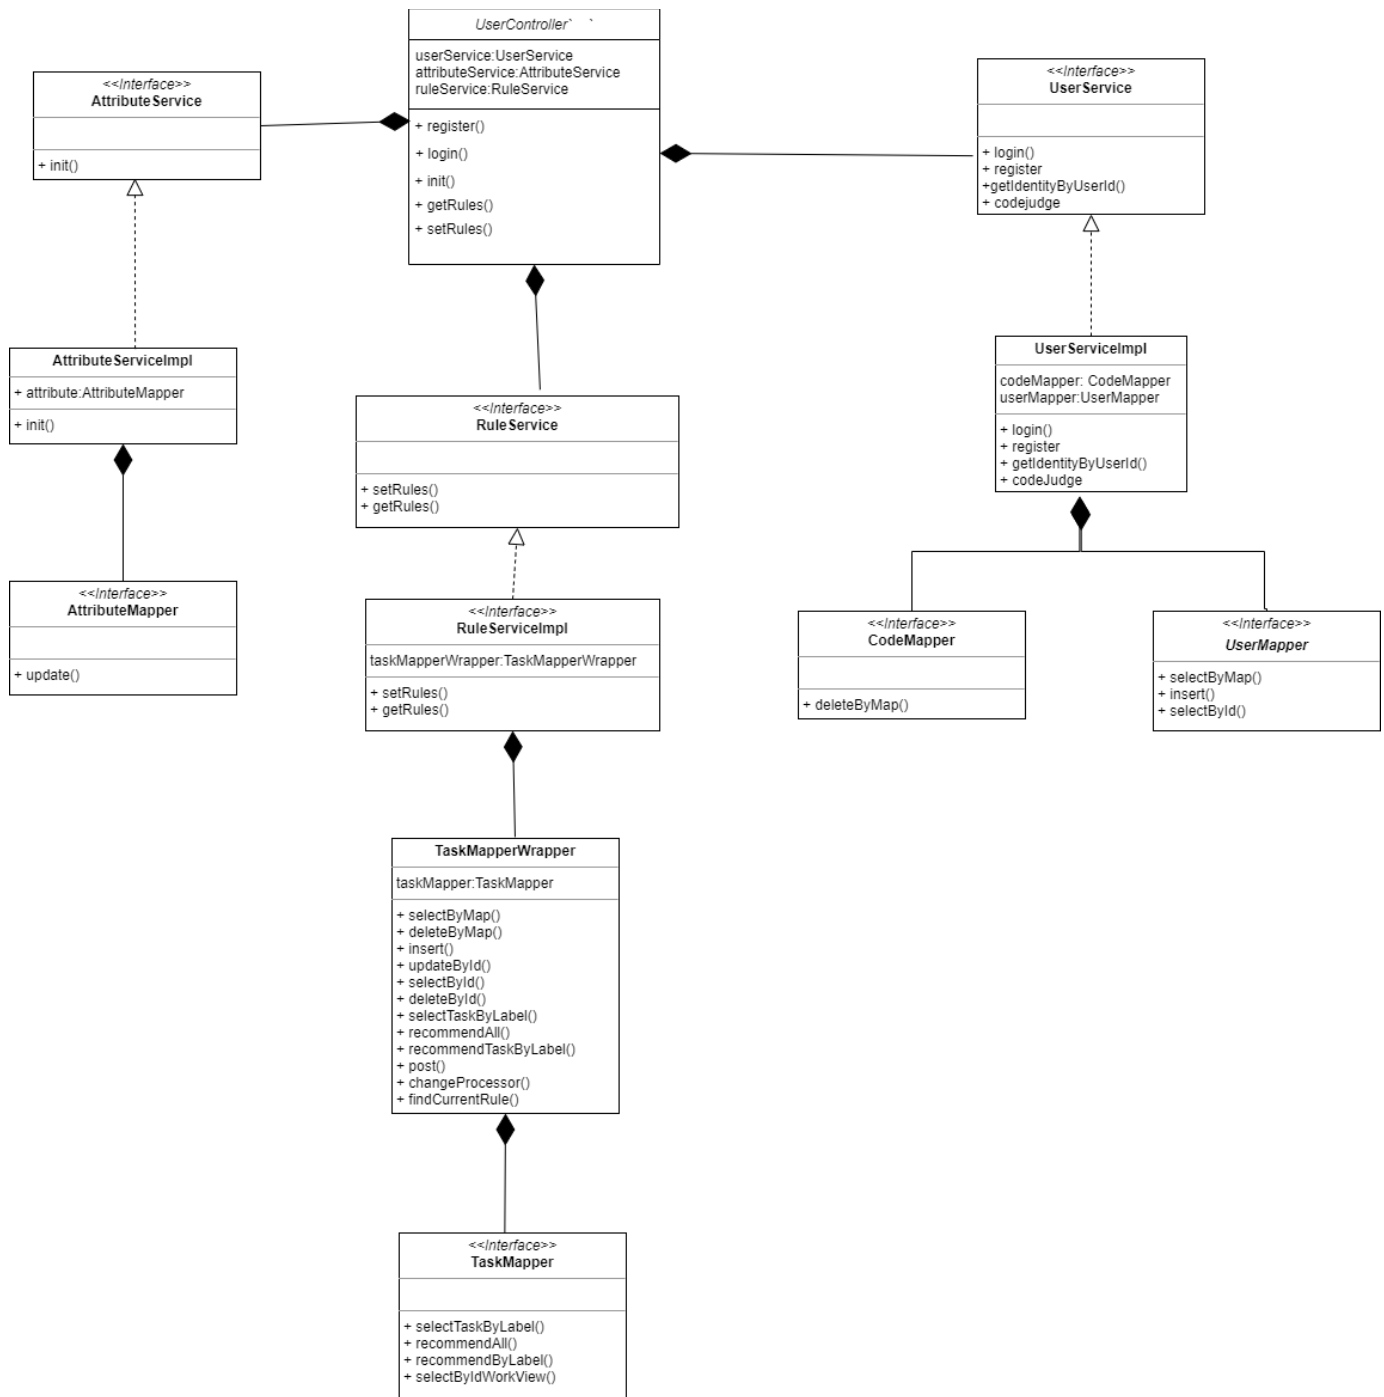 UserController` `
userService:UserService
attributeService:AttributeService
ruleService:RuleService
+ register()
+ login()
+ init()
+ getRules()
+ setRules()
<<Interface>>
AttributeService
+ init()
<<Interface>>
UserService
+ login()
+ register
+getIdentityByUserId()
+ codejudge
AttributeServiceImpl
+ attribute:AttributeMapper
+ init()
<<Interface>>
RuleService
+ setRules()
+ getRules()
UserServiceImpl
codeMapper: CodeMapper
userMapper:UserMapper
+ login()
+ register
+ getIdentityByUserId()
+ codeJudge
<<Interface>>
AttributeMapper
+ update()
<<Interface>>
RuleServiceImpl
taskMapperWrapper:TaskMapperWrapper
+ setRules()
+ getRules()
<<Interface>>
CodeMapper
+ deleteByMap()
<<Interface>>
UserMapper
+ selectByMap()
+ insert()
+ selectById()
TaskMapperWrapper
taskMapper:TaskMapper
+ selectByMap()
+ deleteByMap()
+ insert()
+ updateById()
+ selectById()
+ deleteById()
+ selectTaskByLabel()
+ recommendAll()
+ recommendTaskByLabel()
+ post()
+ changeProcessor()
+ findCurrentRule()
<<Interface>>
TaskMapper
+ selectTaskByLabel()
+ recommendAll()
+ recommendByLabel()
+ selectByIdWorkView()